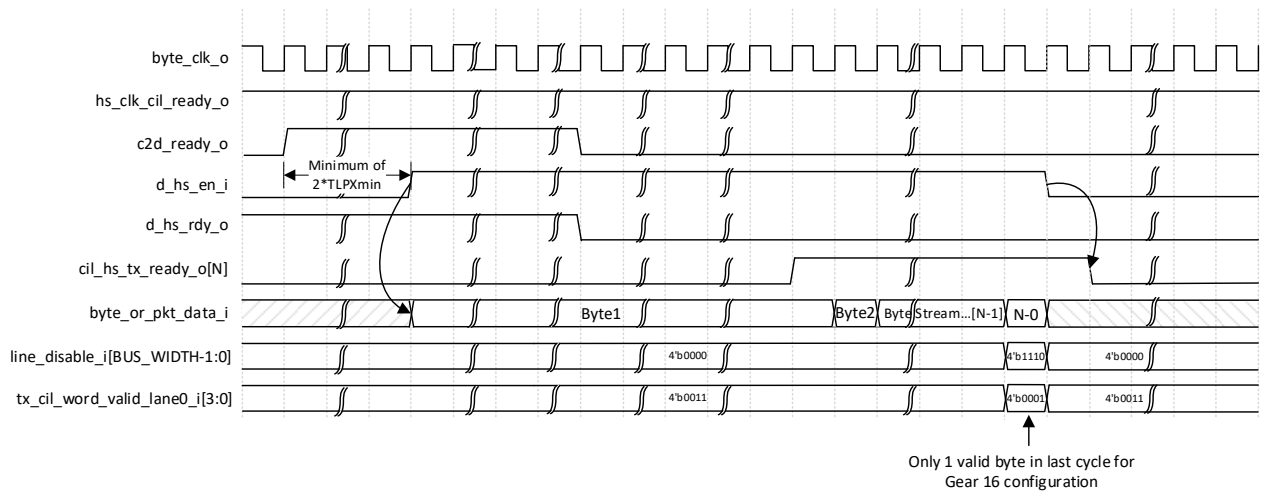 byte_clk_o
hs_clk_cil_ready_o
c2d_ready_o
Minimum of
2*TLPXmin
d_hs_en_i
d_hs_rdy_o
cil_hs_tx_ready_o[N]
byte_or_pkt_data_i Byte1 Byte2 Byte Stream...[N-1] N-0
line_disable_i[BUS_WIDTH-1:0] 4'b0000 4'b1110 4'b0000
tx_cil_word_valid_lane0_i[3:0] 4'b0011 4'b0001 4'b0011
Only 1 valid byte in last cycle for
Gear 16 configuration